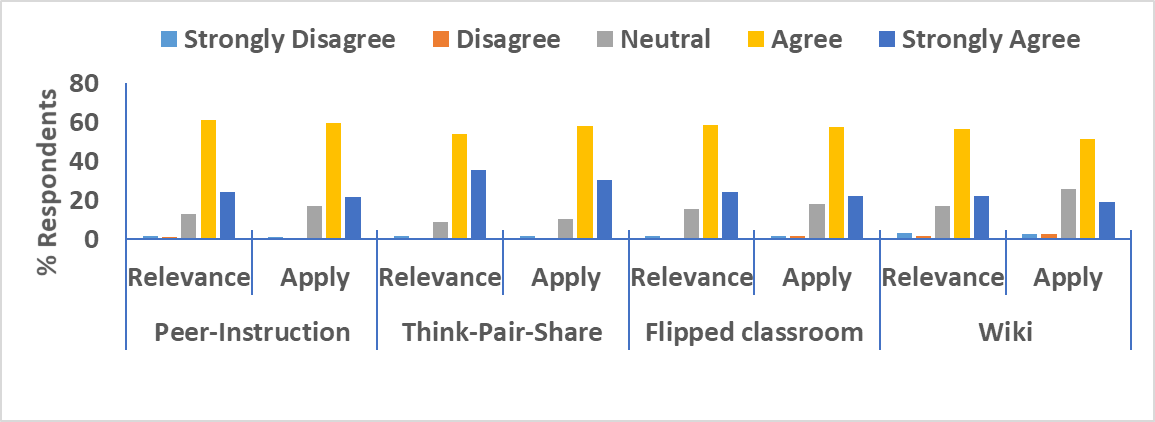 Strongly Disagree Disagree Neutral Agree Strongly Agree
% Respondents
80
60
40
20
0
Relevance Apply Relevance Apply Relevance Apply Relevance Apply
Peer-Instruction Think-Pair-Share Flipped classroom Wiki